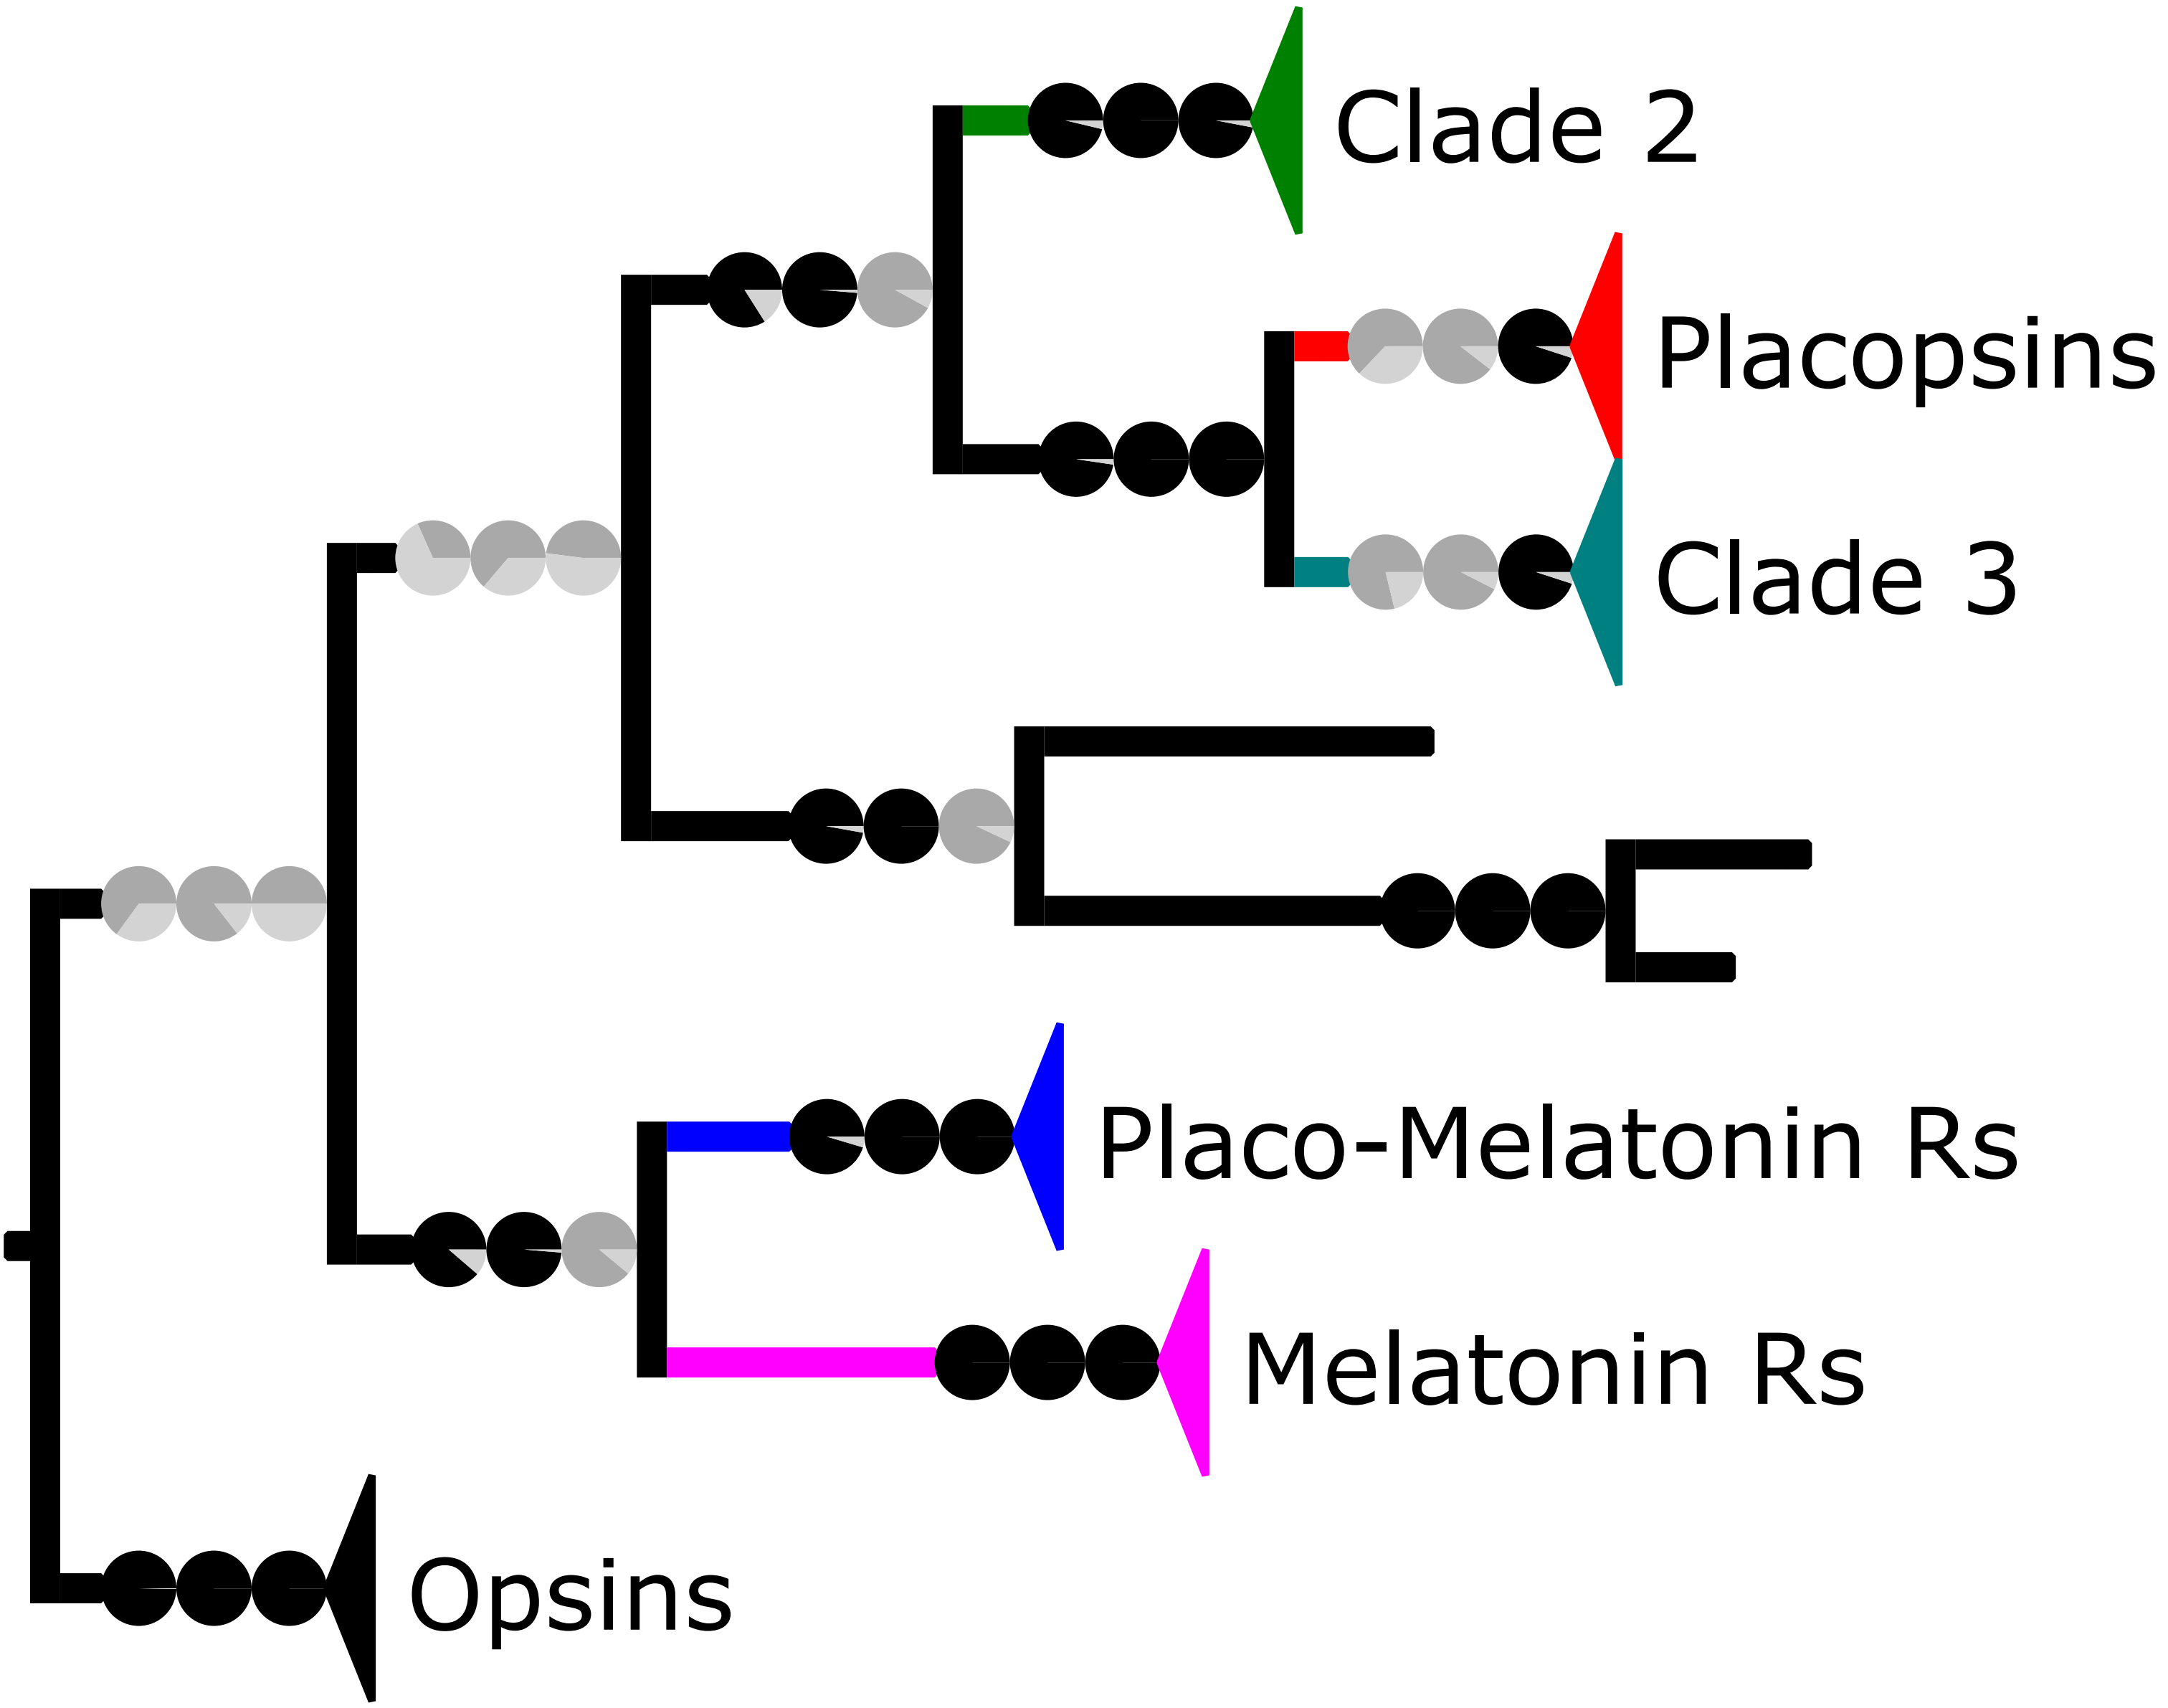 Clade 2
Placopsins
Clade 3
Placo-Melatonin Rs
Melatonin Rs
Opsins